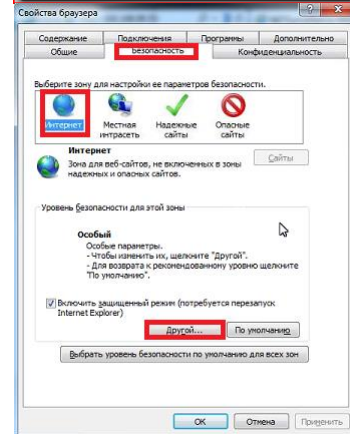 Свойства браузера
Содержание Подключения Программы Дополнительно
Общие Безопасность Конфиденциальность
Выберите зону для настройки ее параметров безопасности.
Интернет Местная интрасеть Надежные сайты Опасные сайты
Интернет
Зона для веб-сайтов, не включенных в зоны надежных и опасных сайтов.
Сайты
Уровень безопасности для этой зоны
Особый
Особые параметры.
- Чтобы изменить их, щелкните "Другой".
- Для возврата к рекомендованному уровню щелкните
"По умолчанию".
Включить защищенный режим (потребуется перезапуск
Internet Explorer)
Другой... По умолчанию
Выбрать уровень безопасности по умолчанию для всех зон
ОК Отмена Применить